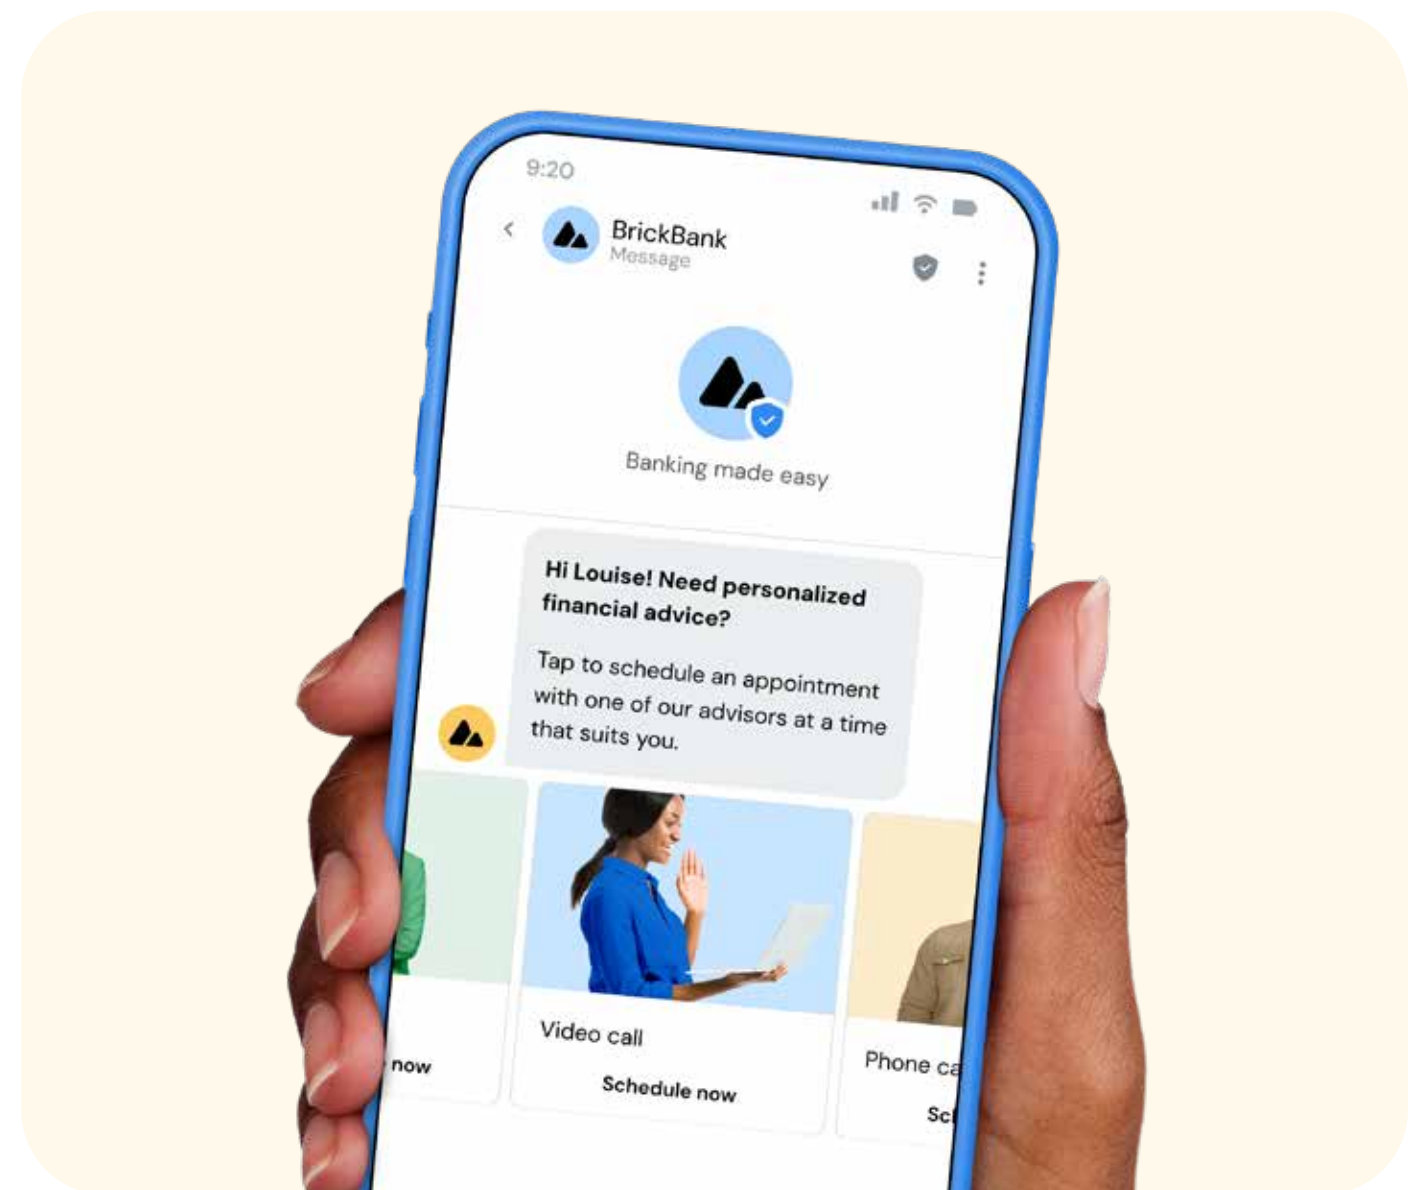 9:20
BrickBank
Message
Banking made easy
Hi Louise! Need personalized
financial advice?
Tap to schedule an appointment
with one of our advisors at a time
that suits you.
now
Video call
Schedule now
Phone